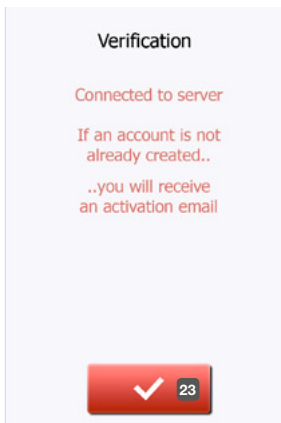 Verification
Connected to server
If an account is not
already created..
..you will receive
an activation email
23